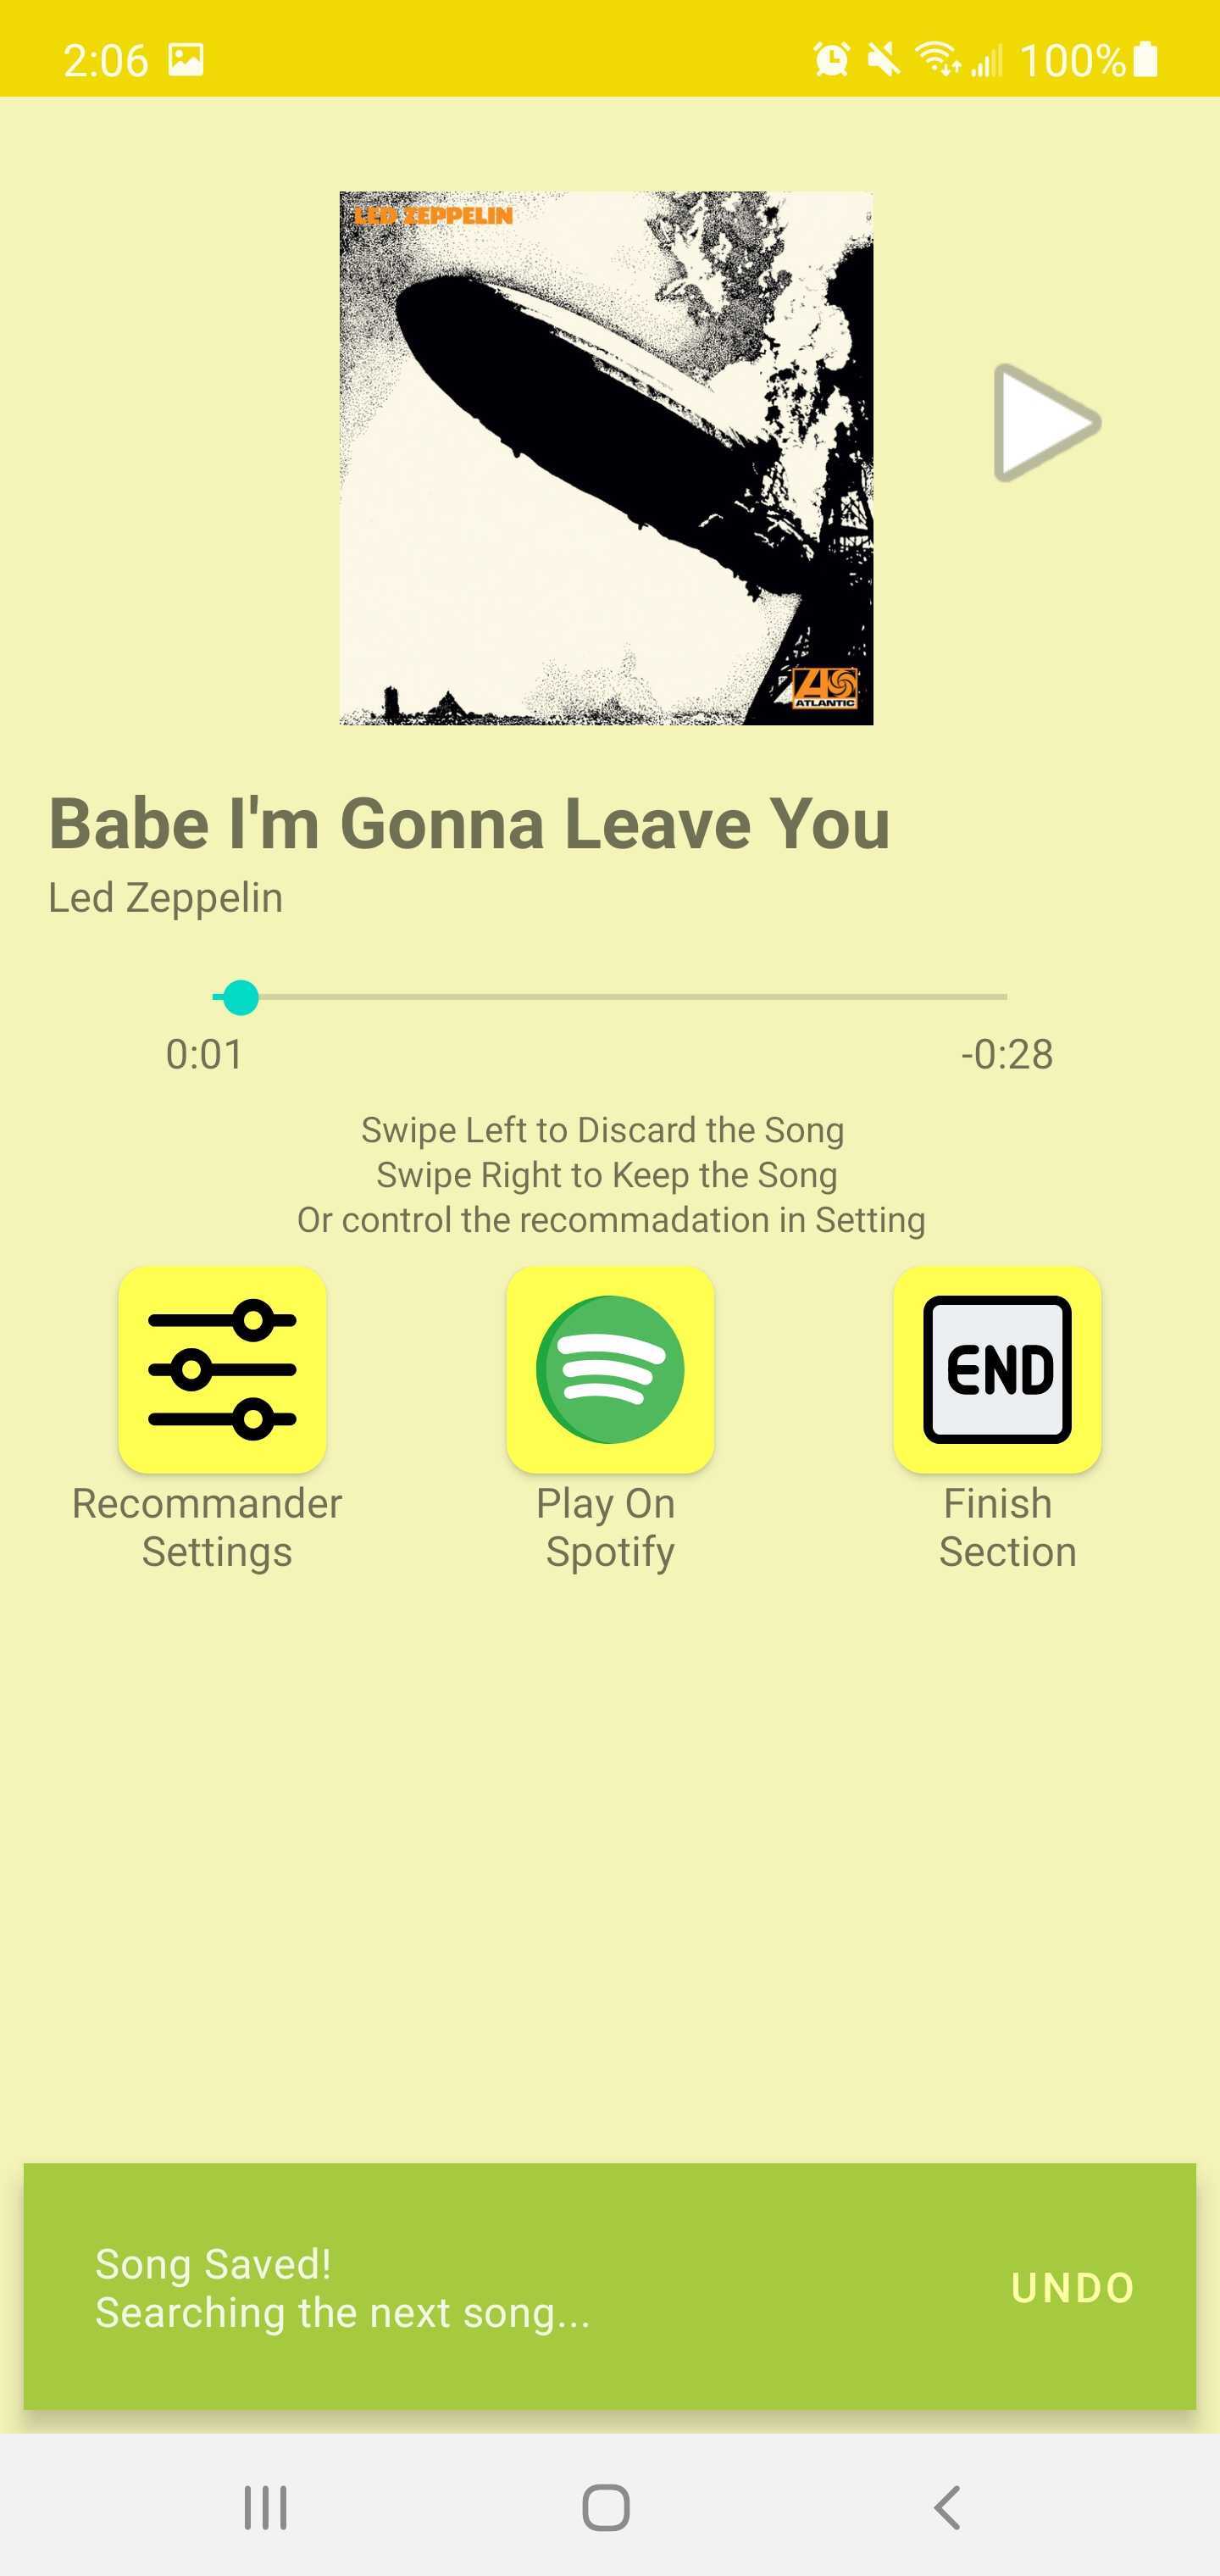 2:06
100%
LED ZEPPELIN
ATLANTIC
Babe I'm Gonna Leave You
Led Zeppelin
0:01
-0:28
Swipe Left to Discard the Song
Swipe Right to Keep the Song
Or control the recommadation in Setting
END
Recommander
Settings
Play On
Spotify
Finish
Section
Song Saved!
Searching the next song...
UNDO